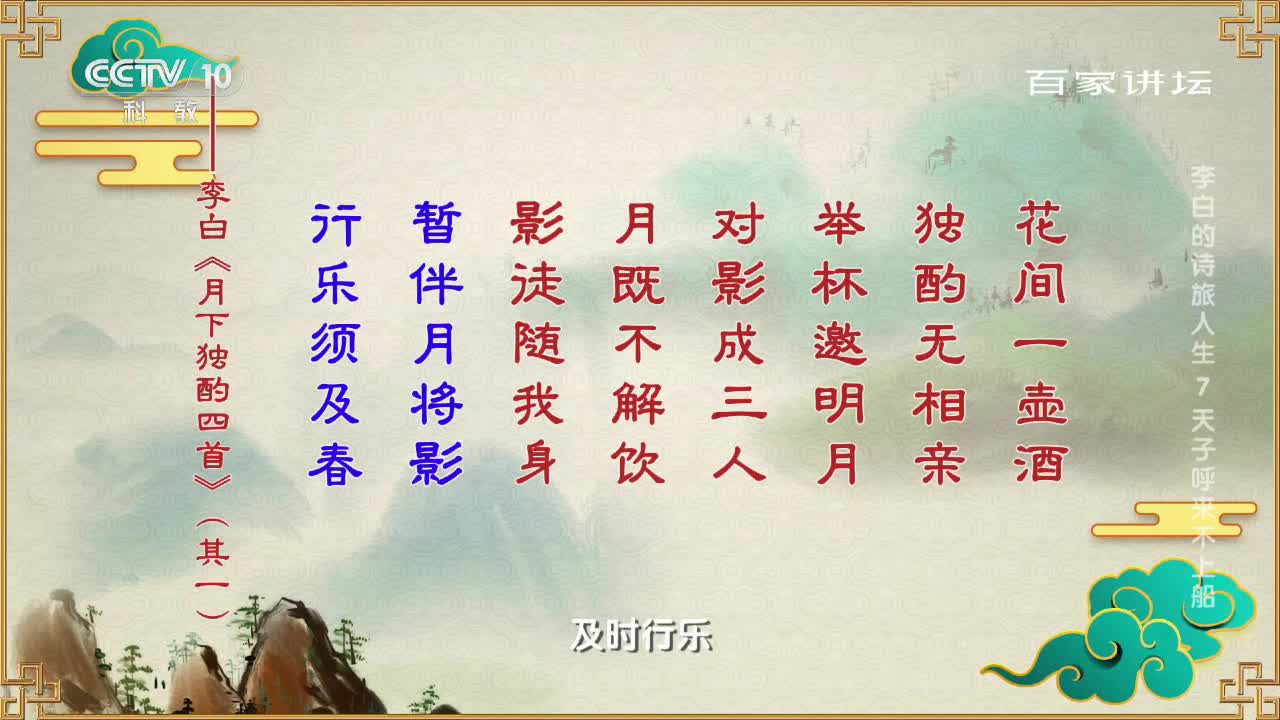 CCTV 10
科教
百家讲坛
李白的诗旅人生 7 天子呼来不上船
花间一壶酒
独酌无相亲
举杯邀明月
对影成三人
月既不解饮
影徒随我身
暂伴月将影
行乐须及春
李白《月下独酌四首》（其一）
及时行乐